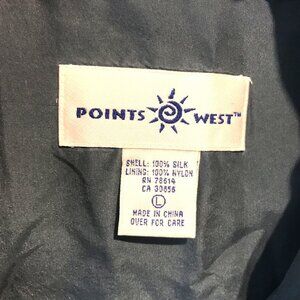 POINTS WEST™
SHELL: 100% SILK
LINING: 100% NYLON
RN 78614
CA 30656
L
MADE IN CHINA
OVER FOR CARE